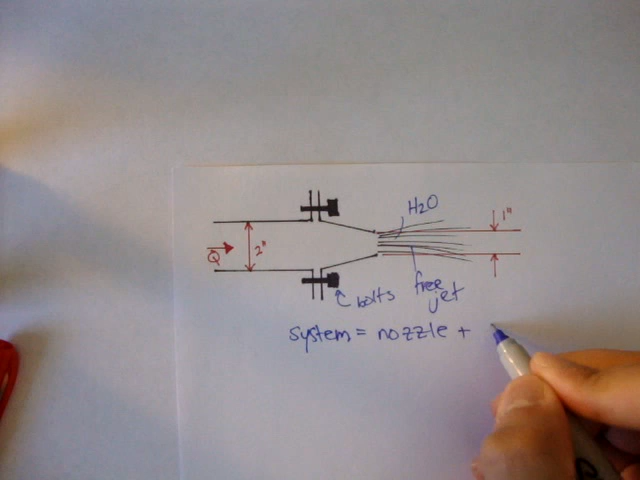 H2O
1"
Q
2"
bolts
free
jet
system = nozzle +